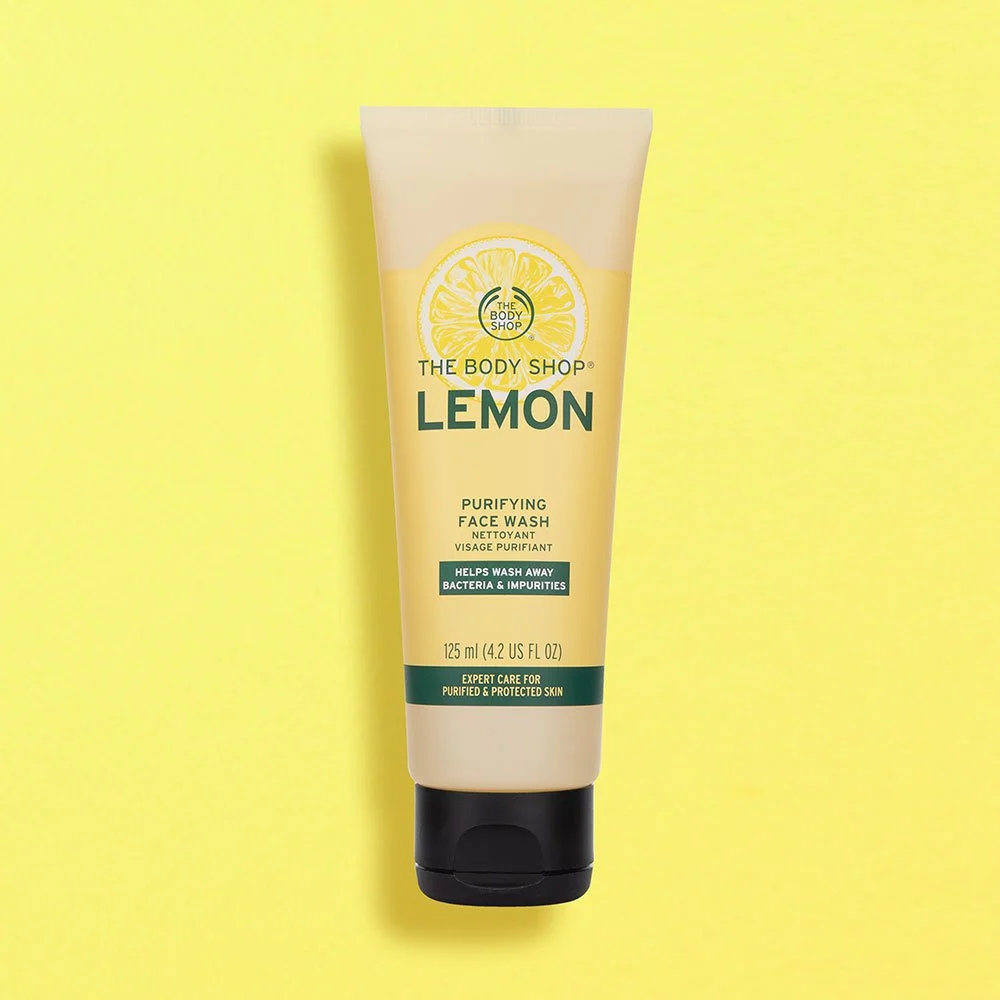 THE
BODY
SHOP
®
THE BODY SHOP®
LEMON
PURIFYING
FACE WASH
NETTOYANT
VISAGE PURIFIANT
HELPS WASH AWAY
BACTERIA & IMPURITIES
125 ml (4.2 US FL OZ)
EXPERT CARE FOR
PURIFIED & PROTECTED SKIN